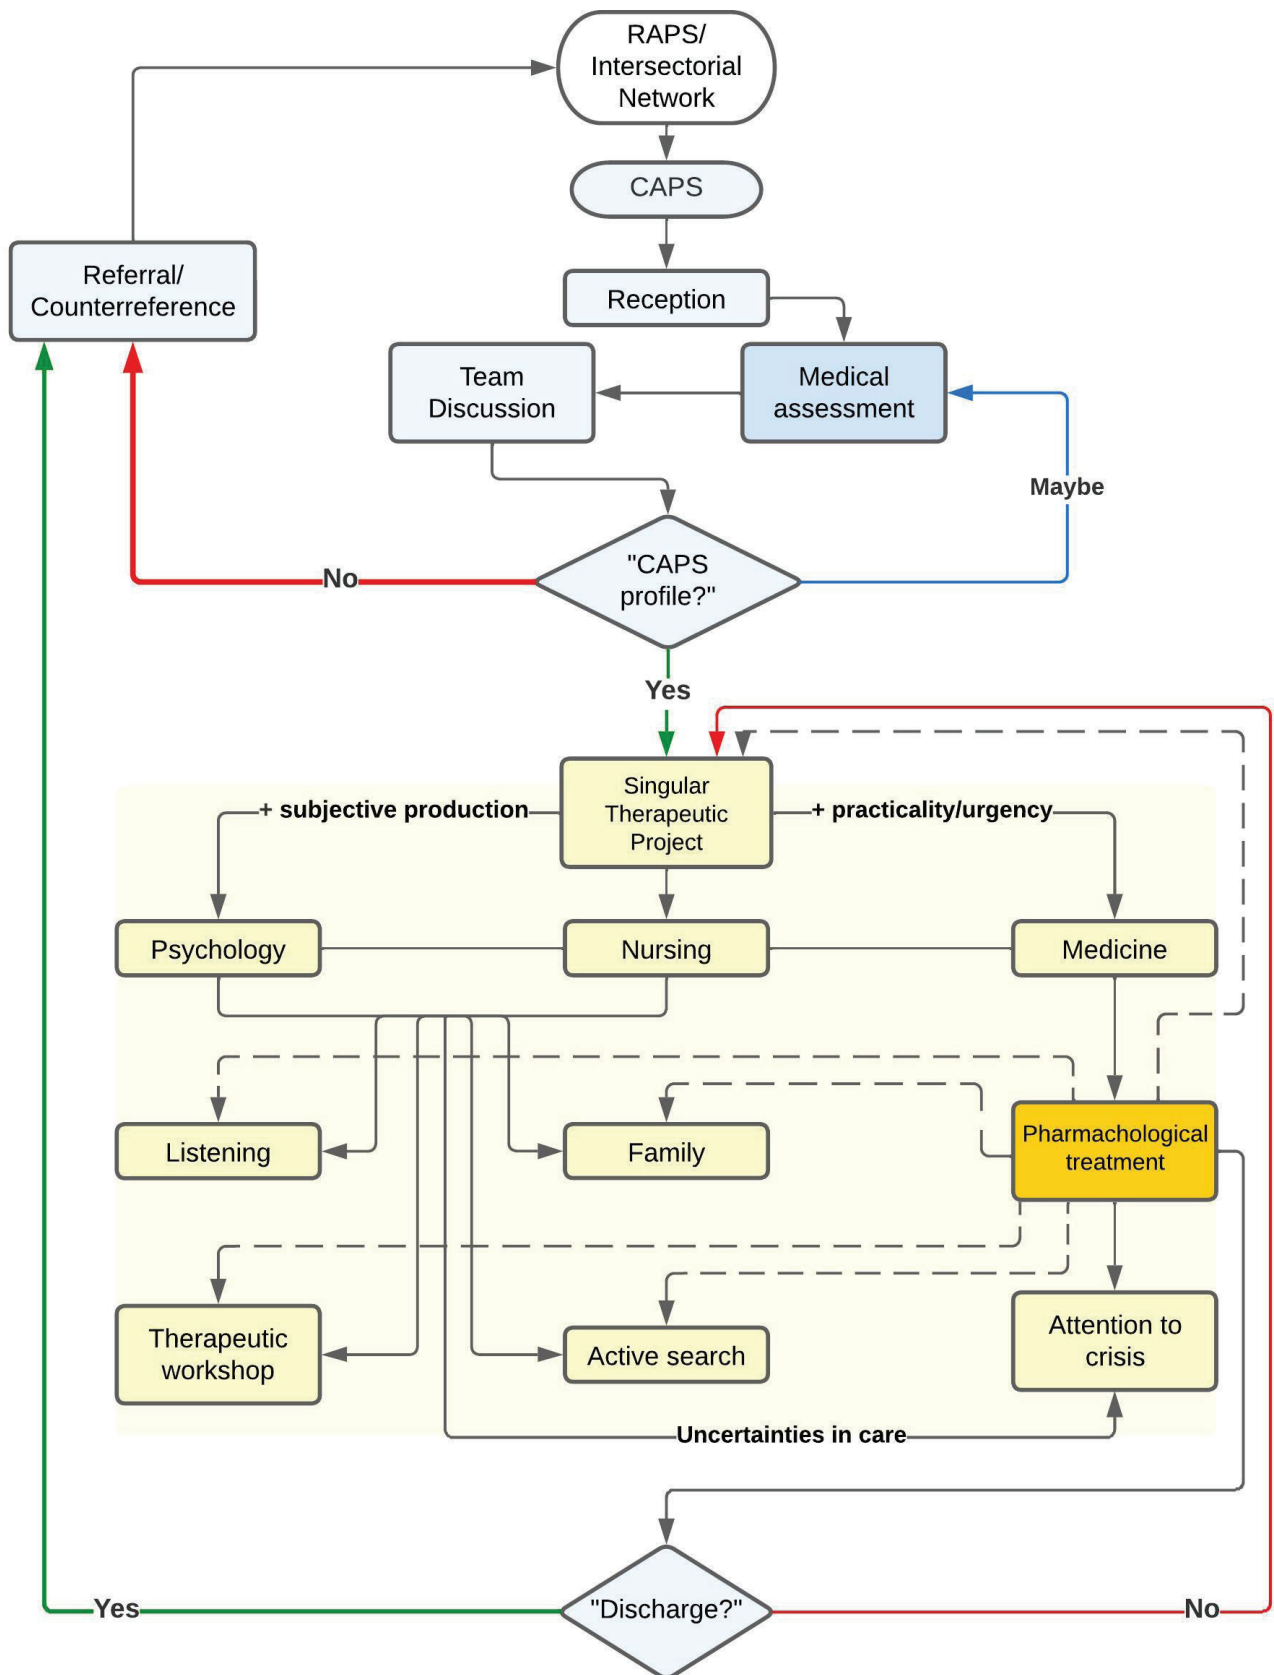 RAPS/
Intersectorial
Network
CAPS
Referral/
Counterreference
Reception
Team
Discussion
Medical
assessment
Maybe
"CAPS
profile?"
No
Yes
Singular
Therapeutic
Project
+ subjective production
+ practicality/urgency
Psychology
Nursing
Medicine
Listening
Family
Pharmachological
treatment
Therapeutic
workshop
Active search
Attention to
crisis
Uncertainties in care
Yes
"Discharge?"
No